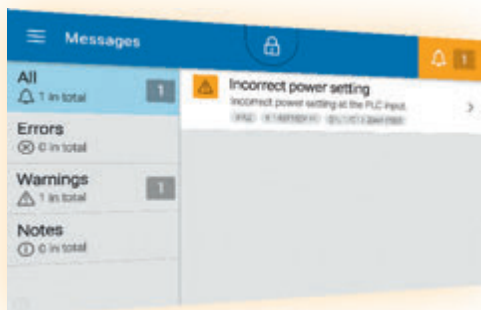 Messages
1
All
1 in total
1
Errors
0 in total
Warnings
1 in total
1
Notes
0 in total
Incorrect power setting
Incorrect power setting at the PLC input.